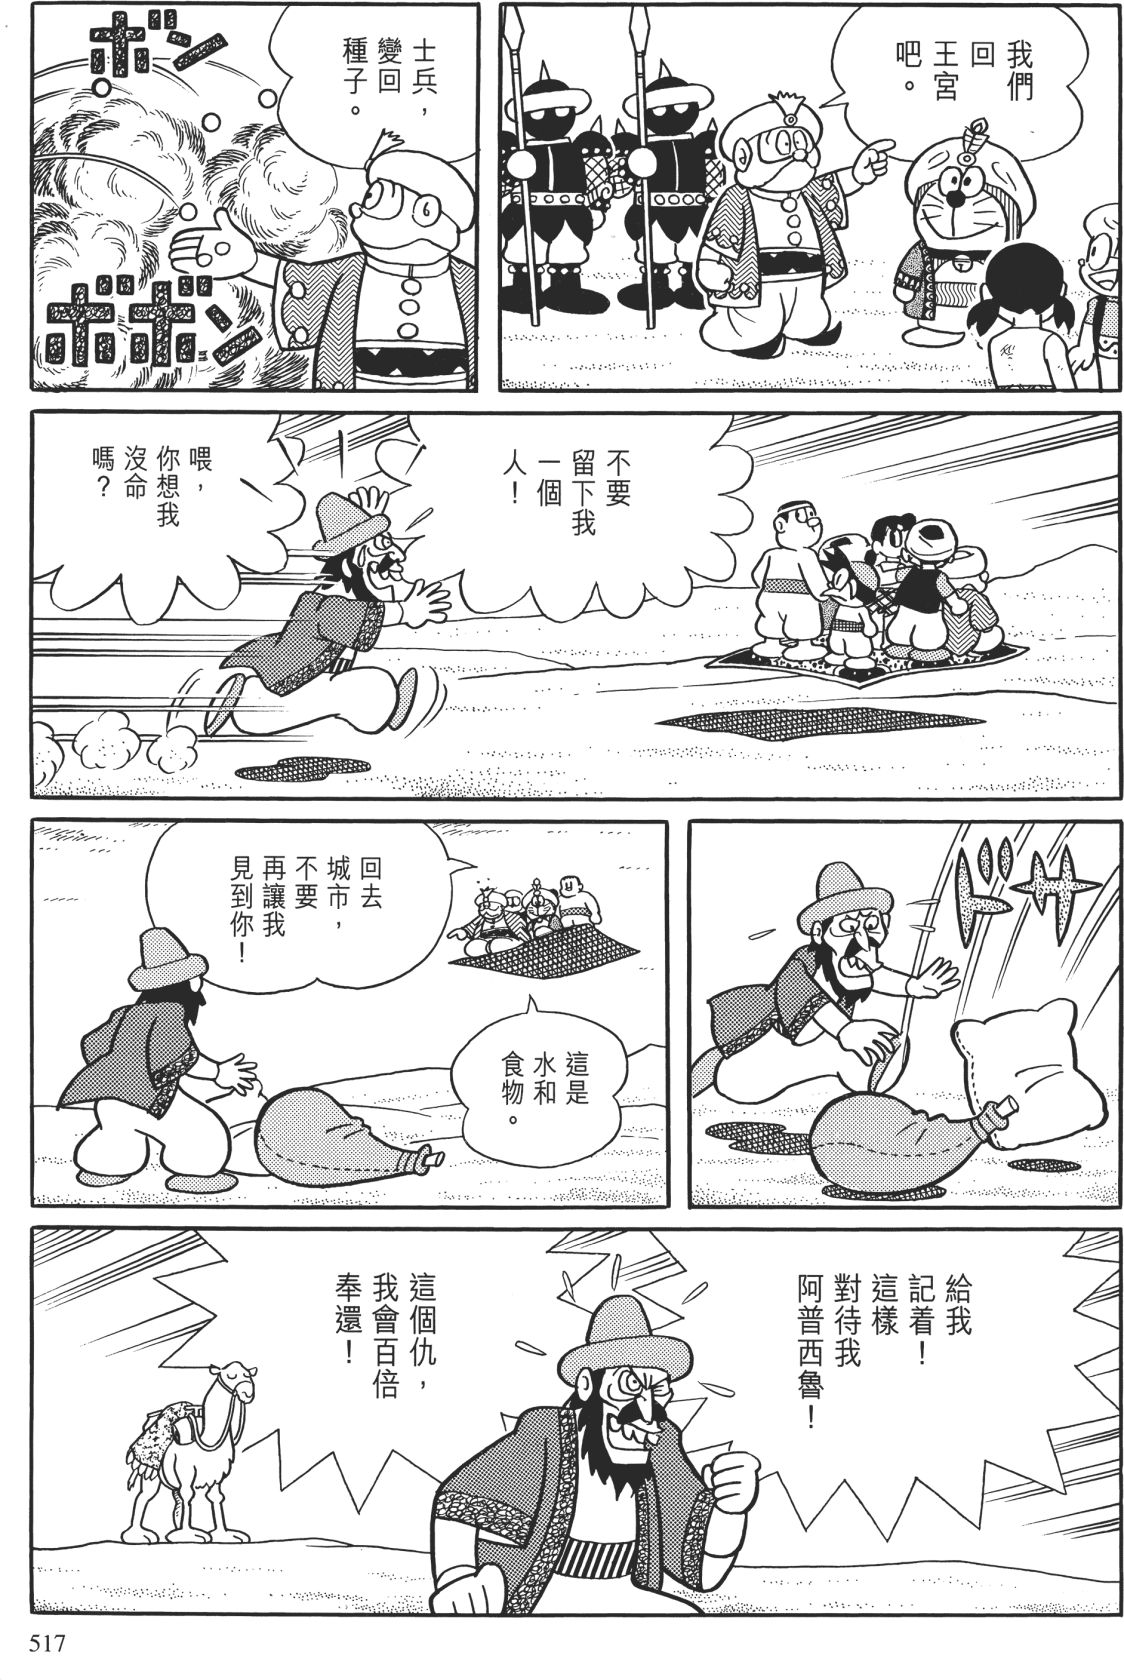 我們
回
王宮
吧。
士兵，
變回
種子。
ボン
ボボン
不要
留下我
一個
人！
喂，
你想我
沒命
嗎？
ドサ
回去
城市，
不要
再讓我
見到你！
這是
水和
食物。
給我
記着！
這樣
對待我
阿普西魯！
這個仇，
我會百倍
奉還！
517